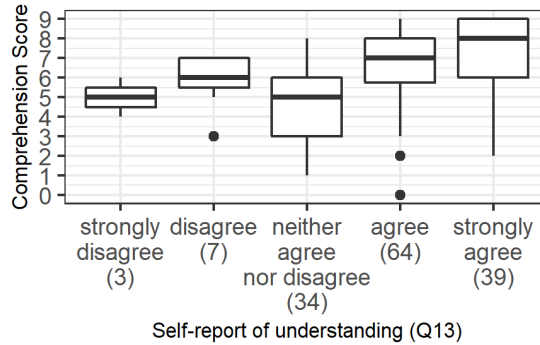 Comprehension Score
9
8
7
6
5
4
3
2
1
0
strongly disagree neither agree strongly
disagree (7) agree (64) agree
(3) nor disagree (39)
(34)
Self-report of understanding (Q13)